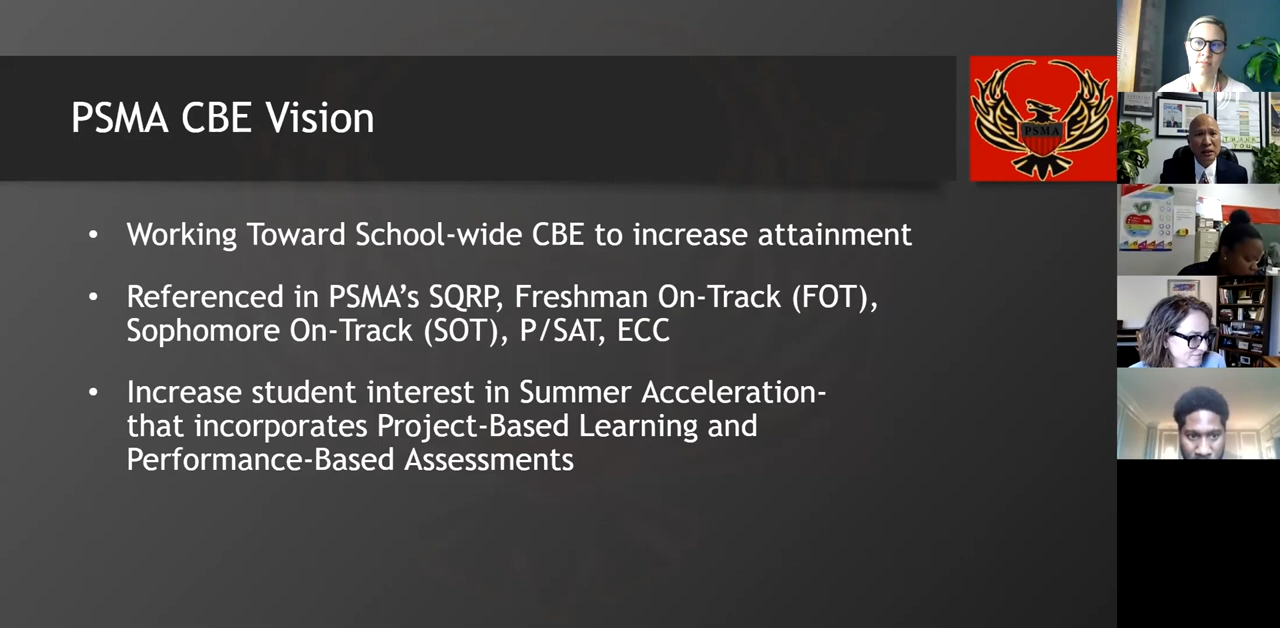 PSMA CBE Vision
PSMA
• Working Toward School-wide CBE to increase attainment
• Referenced in PSMA’s SQRP, Freshman On-Track (FOT),
Sophomore On-Track (SOT), P/SAT, ECC
• Increase student interest in Summer Acceleration-
that incorporates Project-Based Learning and
Performance-Based Assessments
THANK
YOU